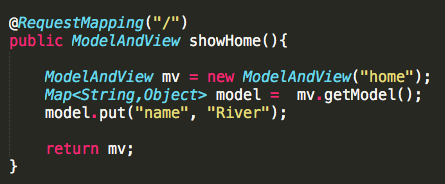 @RequestMapping("/")
public ModelAndView showHome(){
ModelAndView mv = new ModelAndView("home");
Map<String,Object> model =  mv.getModel();
model.put("name", "River");
return mv;
}